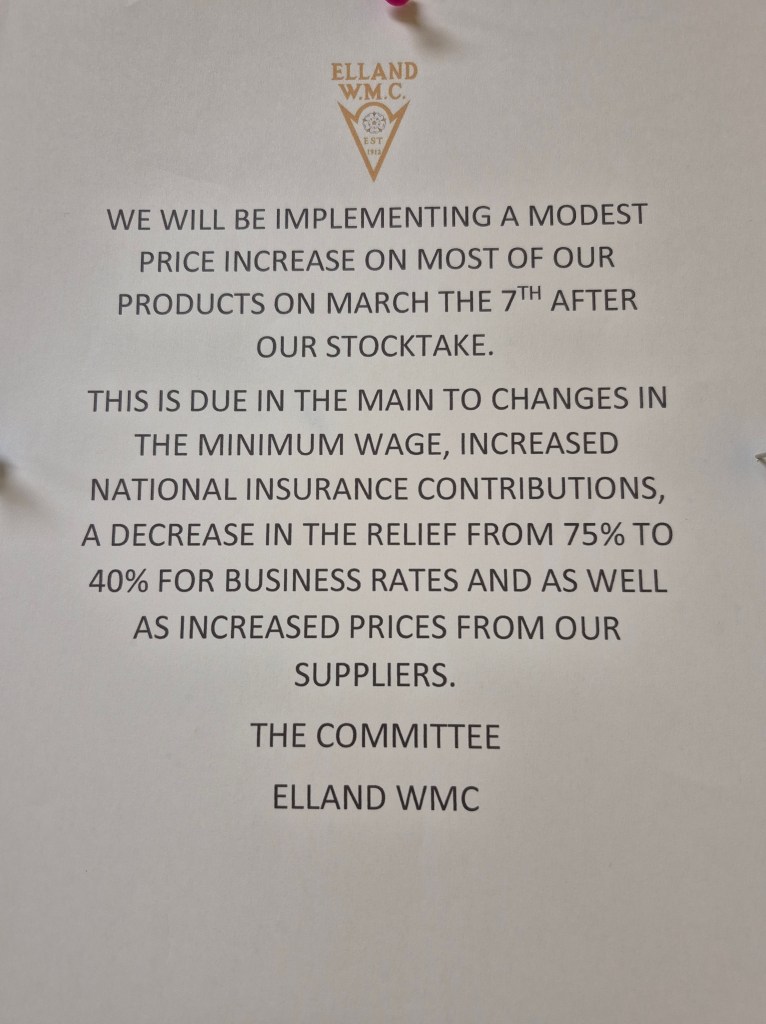 ELLAND
W.M.C.
EST
WE WILL BE IMPLEMENTING A MODEST
PRICE INCREASE ON MOST OF OUR
PRODUCTS ON MARCH THE 7TH AFTER
OUR STOCKTAKE.
THIS IS DUE IN THE MAIN TO CHANGES IN
THE MINIMUM WAGE, INCREASED
NATIONAL INSURANCE CONTRIBUTIONS,
A DECREASE IN THE RELIEF FROM 75% TO
40% FOR BUSINESS RATES AND AS WELL
AS INCREASED PRICES FROM OUR
SUPPLIERS.
THE COMMITTEE
ELLAND WMC